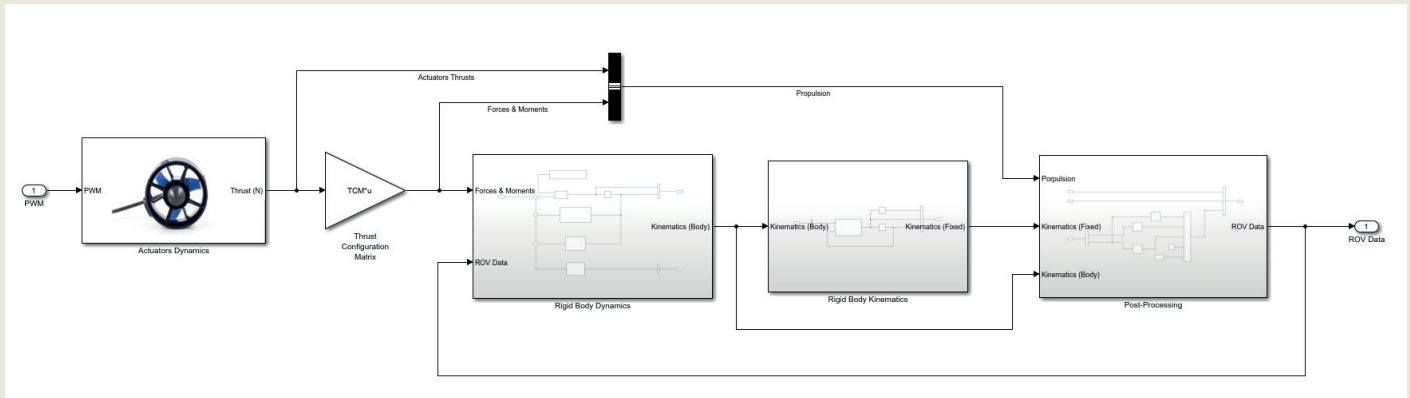 Actuators Thrusts
Forces & Moments
Propulsion
1
PWM
PWM
Thrust (N)
Actuators Dynamics
TCM*u
Thrust
Configuration
Matrix
Forces & Moments
ROV Data
Kinematics (Body)
Rigid Body Dynamics
Kinematics (Body)
Kinematics (Fixed)
Rigid Body Kinematics
Porpulsion
Kinematics (Fixed)
Kinematics (Body)
ROV Data
Post-Processing
1
ROV Data